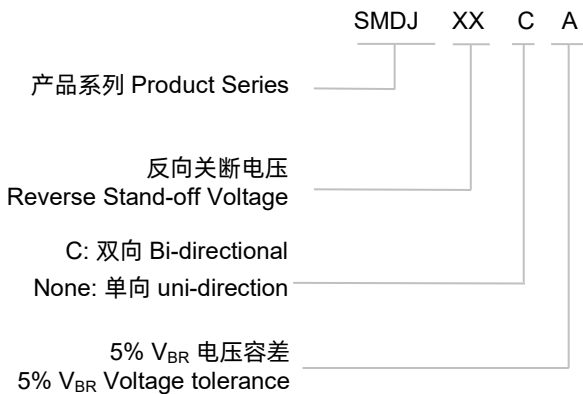 SMDJ XX C A
产品系列 Product Series
反向关断电压
Reverse Stand-off Voltage
C: 双向 Bi-directional
None: 单向 uni-direction
5% VBR 电压容差
5% VBR Voltage tolerance